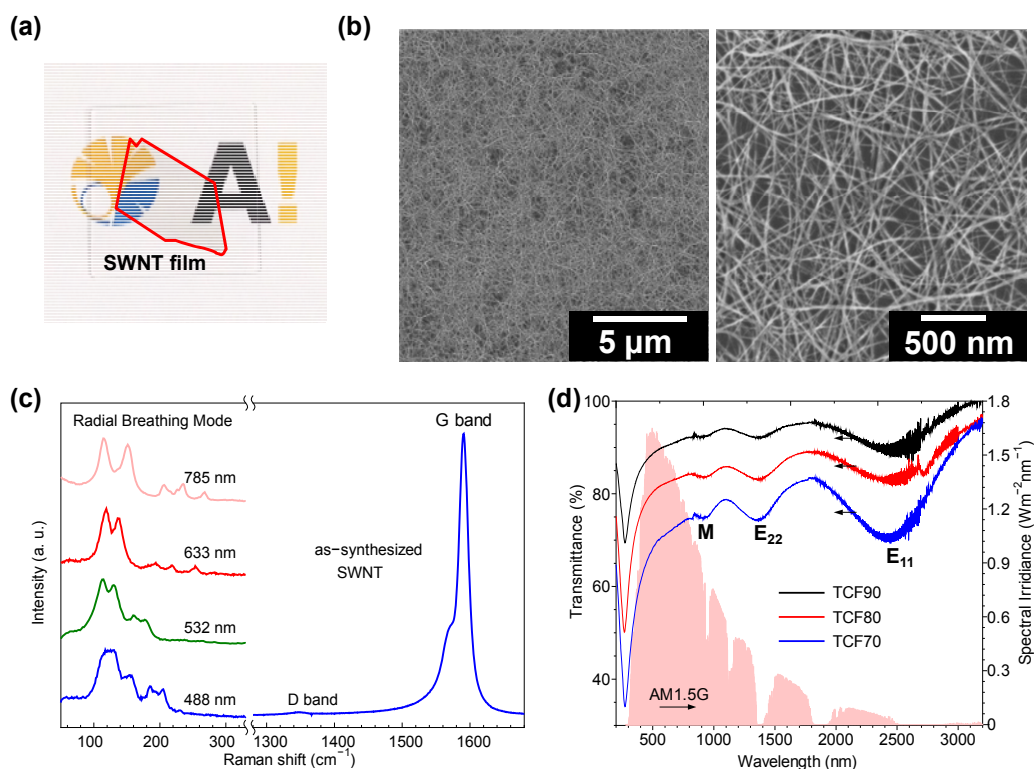 (a)
A!
SWNT film
(b)
5 µm
500 nm
(c)
Radial Breathing Mode
785 nm
633 nm
532 nm
488 nm
as−synthesized
SWNT
G band
D band
Intensity (a. u.)
100 200 300 1300 1400 1500 1600
Raman shift (cm−1)
(d)
100
90
80
70
60
50
40
Transmittance (%)
M
E22
E11
TCF90
TCF80
TCF70
AM1.5G
1.8
1.5
1.2
0.9
0.6
0.3
0
Spectral Irridiance (Wm−2nm−1)
500 1000 1500 2000 2500 3000
Wavelength (nm)